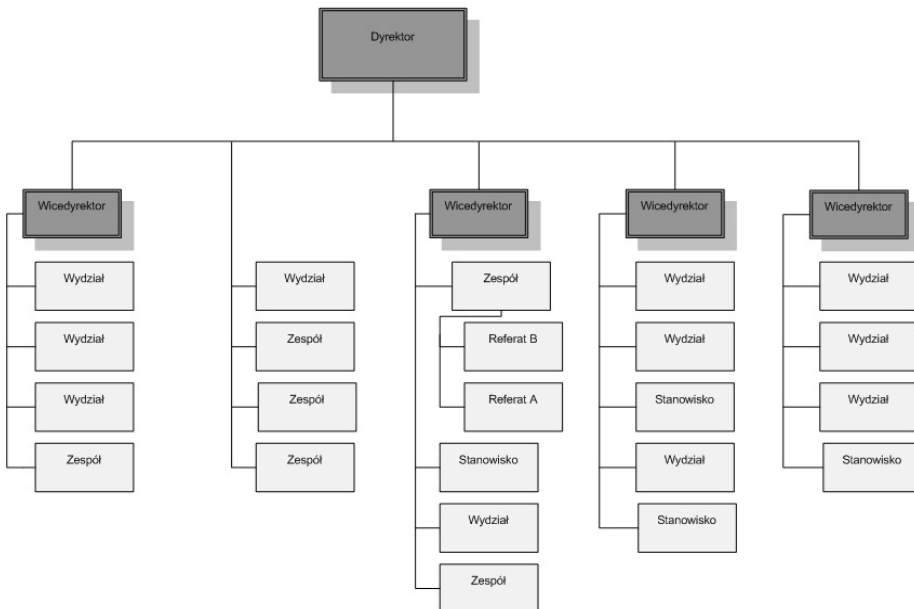 Dyrektor
Wicedyrektor
Wydział
Wydział
Wydział
Zespół
Wydział
Zespół
Zespół
Zespół
Wicedyrektor
Zespół
Referat B
Referat A
Stanowisko
Wydział
Zespół
Wicedyrektor
Wydział
Wydział
Stanowisko
Wydział
Stanowisko
Wicedyrektor
Wydział
Wydział
Wydział
Stanowisko